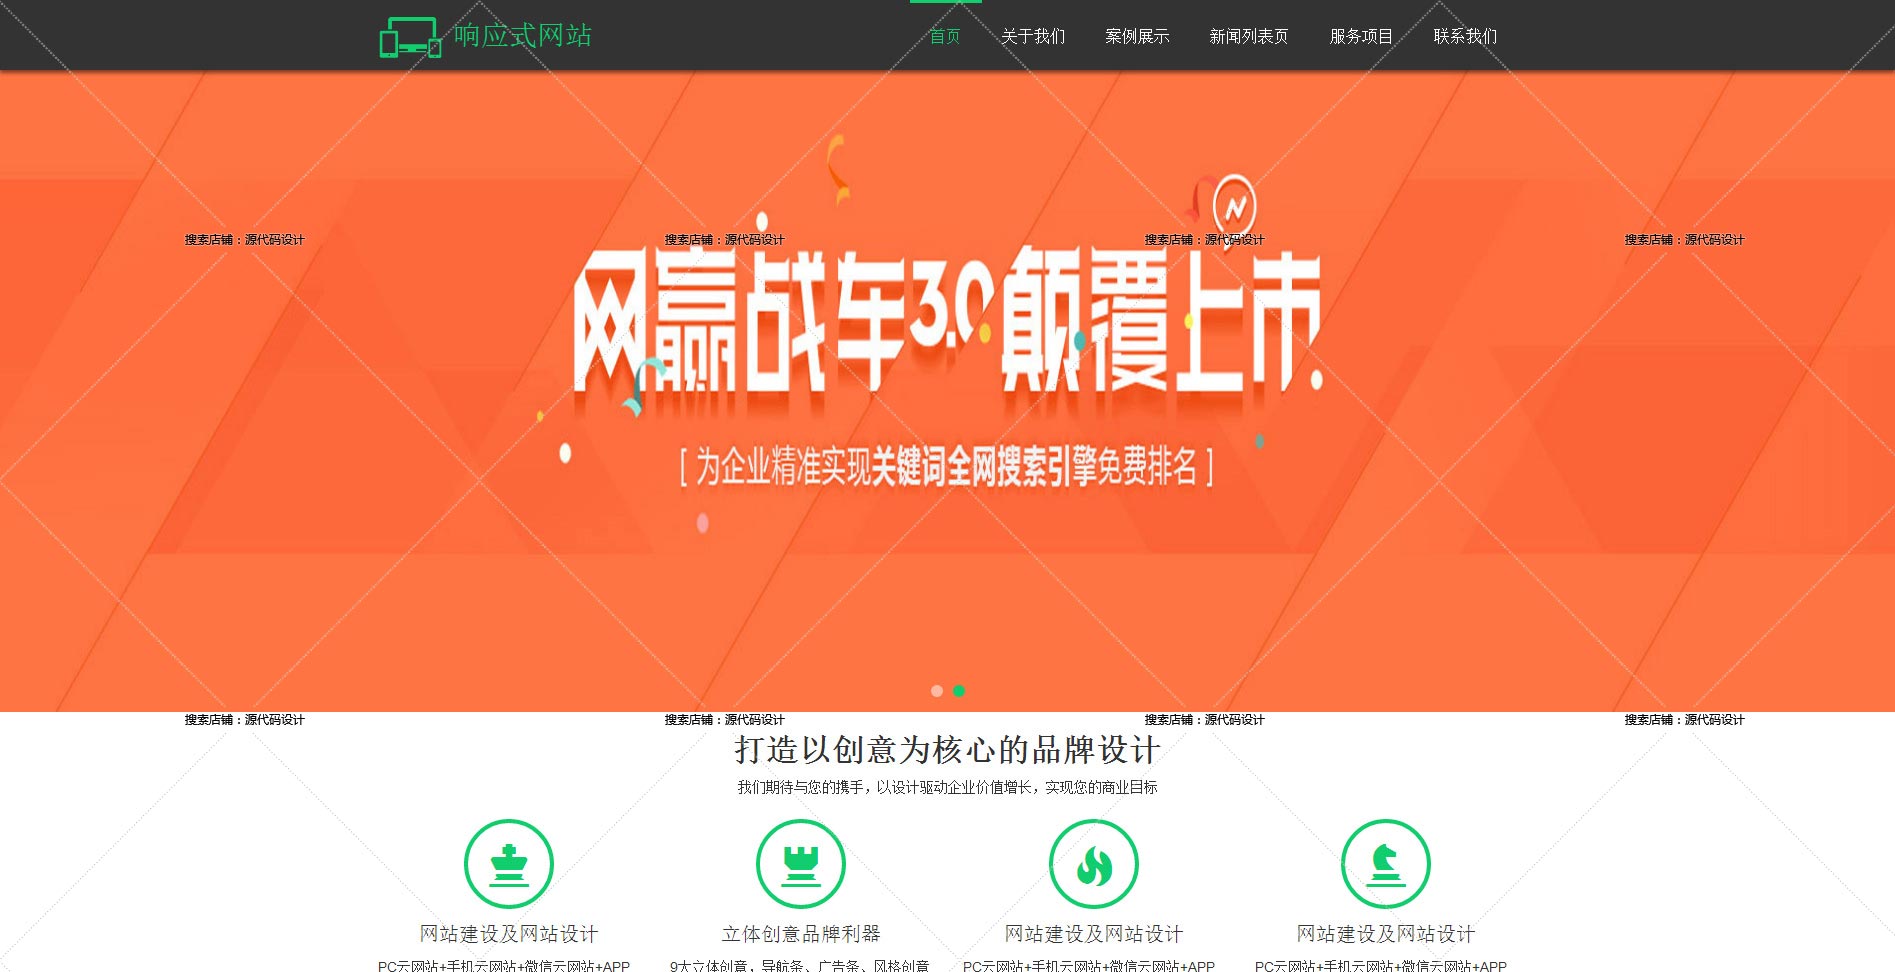 响应式网站
首页 关于我们 案例展示 新闻列表页 服务项目 联系我们
搜索店铺：源代码设计 搜索店铺：源代码设计 搜索店铺：源代码设计 搜索店铺：源代码设计
网赢战车3.0颠覆上市
[ 为企业精准实现关键词全网搜索引擎免费排名 ]
搜索店铺：源代码设计 搜索店铺：源代码设计 搜索店铺：源代码设计 搜索店铺：源代码设计
打造以创意为核心的品牌设计
我们期待与您的携手，以设计驱动企业价值增长，实现您的商业目标
网站建设及网站设计 立体创意品牌利器 网站建设及网站设计 网站建设及网站设计
PC云网站+手机云网站+微信云网站+APP 9大立体创意，导航条、广告条、风格创意 PC云网站+手机云网站+微信云网站+APP PC云网站+手机云网站+微信云网站+APP